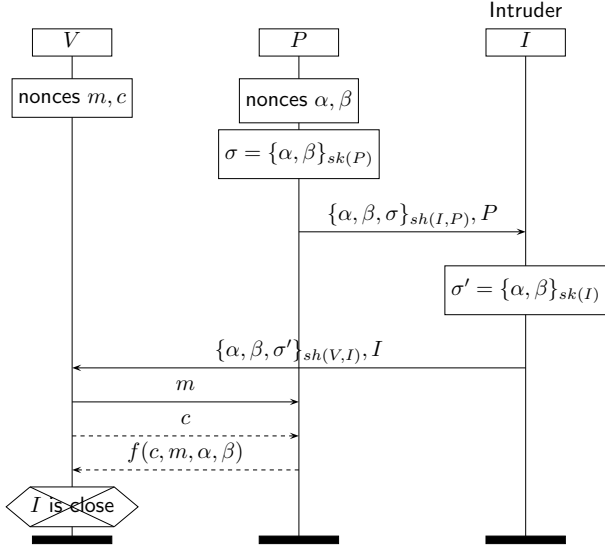 Intruder
V P I
nonces m, c nonces α, β
σ = {α, β}sk(P)
{α, β, σ}sh(I,P), P
σ′ = {α, β}sk(I)
{α, β, σ′}sh(V,I), I
m
c
f(c, m, α, β)
I is close